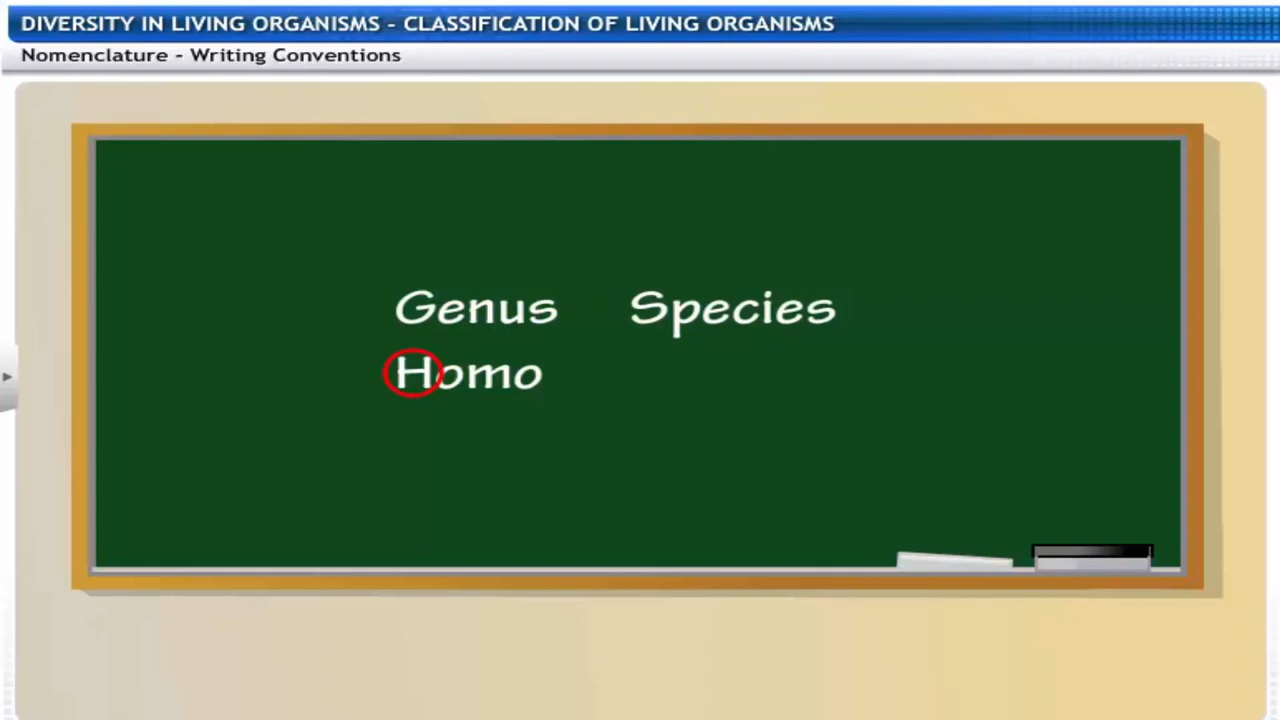 DIVERSITY IN LIVING ORGANISMS - CLASSIFICATION OF LIVING ORGANISMS
Nomenclature - Writing Conventions
Genus Species
Homo